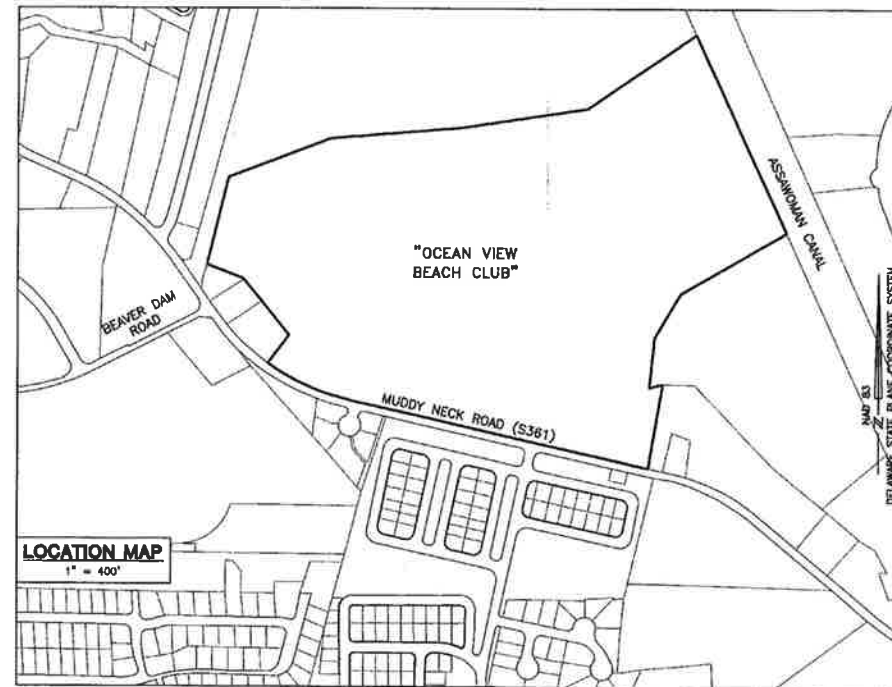 ASSAWOMAN CANAL
"OCEAN VIEW
BEACH CLUB"
BEAVER DAM
ROAD
MUDDY NECK ROAD (S361)
NAD 83
N
DELAWARE STATE PLANE COORDINATE SYSTEM
LOCATION MAP
1" = 400'